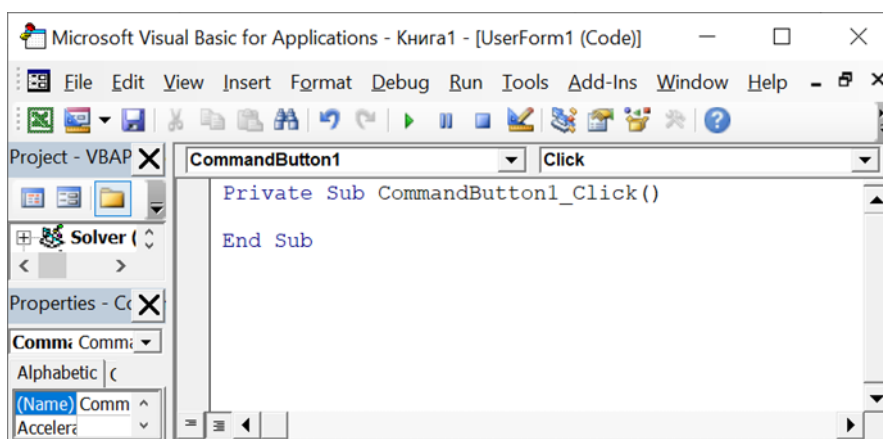 Microsoft Visual Basic for Applications - Книга1 - [UserForm1 (Code)]
File Edit View Insert Format Debug Run Tools Add-Ins Window Help
Project - VBAP
CommandButton1 Click
Private Sub CommandButton1_Click()
Solver (
End Sub
Properties - Co
Comma Comma
Alphabetic (
(Name) Comm
Accelera